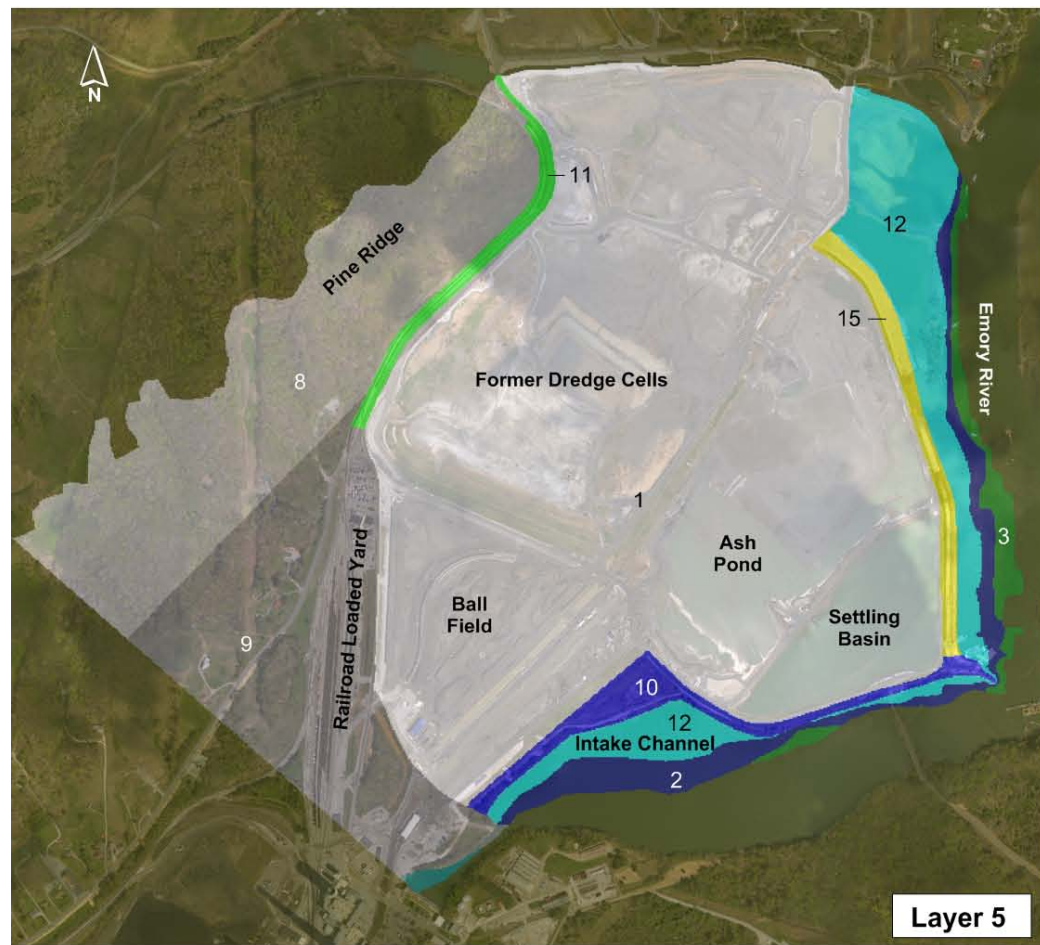 N
11
12
Pine Ridge
15
Emory River
8
Former Dredge Cells
1
3
Ash
Pond
Railroad Loaded Yard
Ball
Field
Settling
Basin
9
10
12
Intake Channel
2
Layer 5